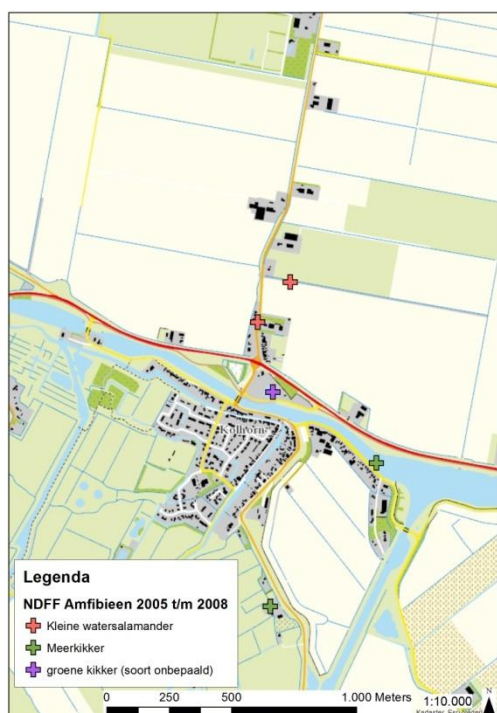 Kolhorn
Legenda
NDFF Amfibieen 2005 t/m 2008
Kleine watersalamander
Meerkikker
groene kikker (soort onbepaald)
0 250 500 1.000 Meters
1:10.000
N